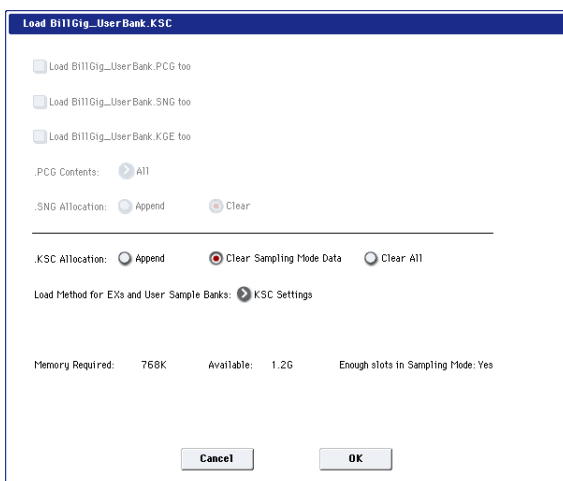 Load BillGig_UserBank.KSC
Load BillGig_UserBank.PCG too
Load BillGig_UserBank.SNG too
Load BillGig_UserBank.KGE too
.PCG Contents: All
.SNG Allocation: Append Clear
.KSC Allocation: Append Clear Sampling Mode Data Clear All
Load Method for EXs and User Sample Banks: KSC Settings
Memory Required: 768K Available: 1.2G Enough slots in Sampling Mode: Yes
Cancel OK